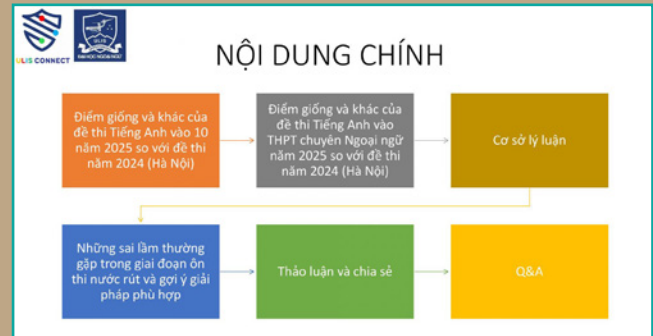 ULIS CONNECT
ULIS
NỘI DUNG CHÍNH
Điểm giống và khác của
đề thi Tiếng Anh vào 10
năm 2025 so với đề thi
năm 2024 (Hà Nội)
Điểm giống và khác của
đề thi Tiếng Anh vào
THPT chuyên Ngoại ngữ
năm 2025 so với đề thi
năm 2024 (Hà Nội)
Cơ sở lý luận
Những sai lầm thường
gặp trong giai đoạn ôn
thi nước rút và gợi ý giải
pháp phù hợp
Thảo luận và chia sẻ
Q&A